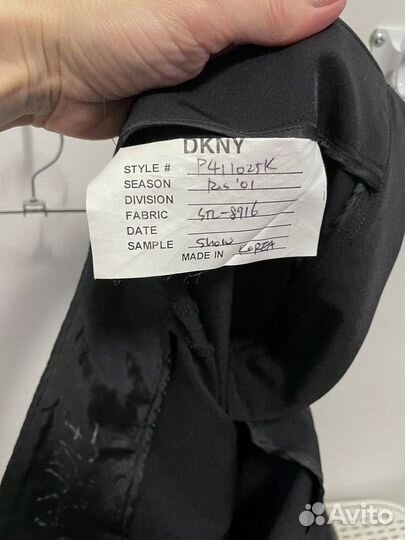 DKNY
STYLE # P411025K
SEASON Res '01
DIVISION
FABRIC STL-8916
DATE
SAMPLE Show
MADE IN KOREA
Avito